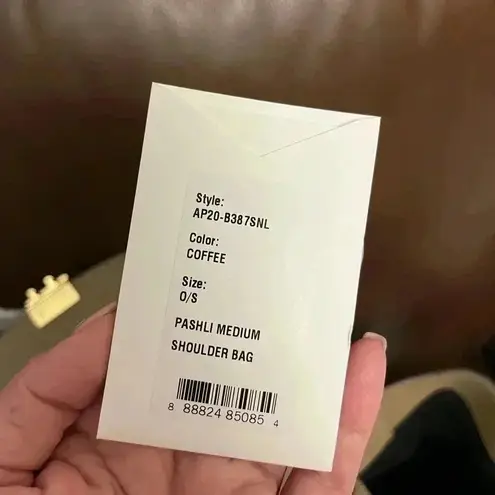 Style:
AP20-B387SNL
Color:
COFFEE
Size:
O/S
PASHLI MEDIUM
SHOULDER BAG
8 88824 85085 4